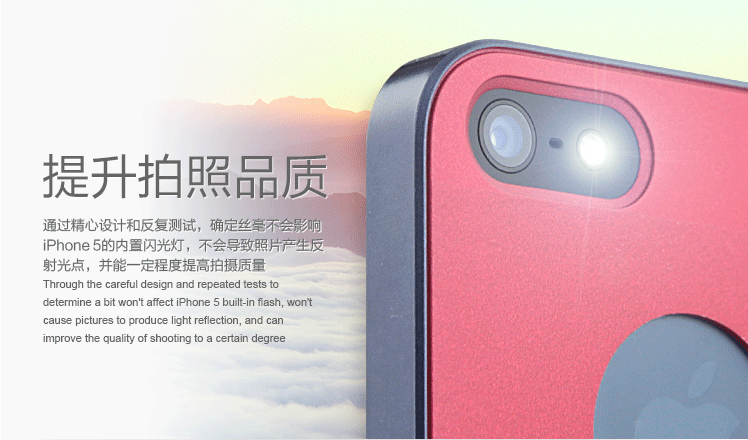 提升拍照品质
通过精心设计和反复测试，确定丝毫不会影响
iPhone 5的内置闪光灯，不会导致照片产生反
射光点，并能一定程度提高拍摄质量
Through the careful design and repeated tests to
determine a bit won't affect iPhone 5 built-in flash, won't
cause pictures to produce light reflection, and can
improve the quality of shooting to a certain degree